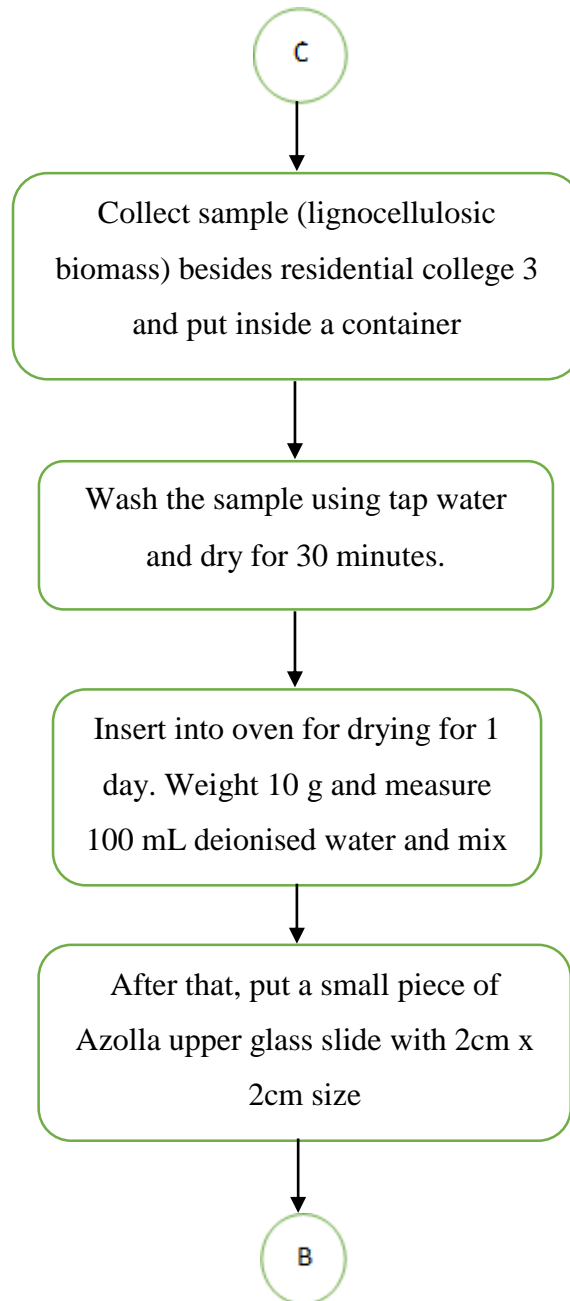 C
Collect sample (lignocellulosic
biomass) besides residential college 3
and put inside a container
Wash the sample using tap water
and dry for 30 minutes.
Insert into oven for drying for 1
day. Weight 10 g and measure
100 mL deionised water and mix
After that, put a small piece of
Azolla upper glass slide with 2cm x
2cm size
B